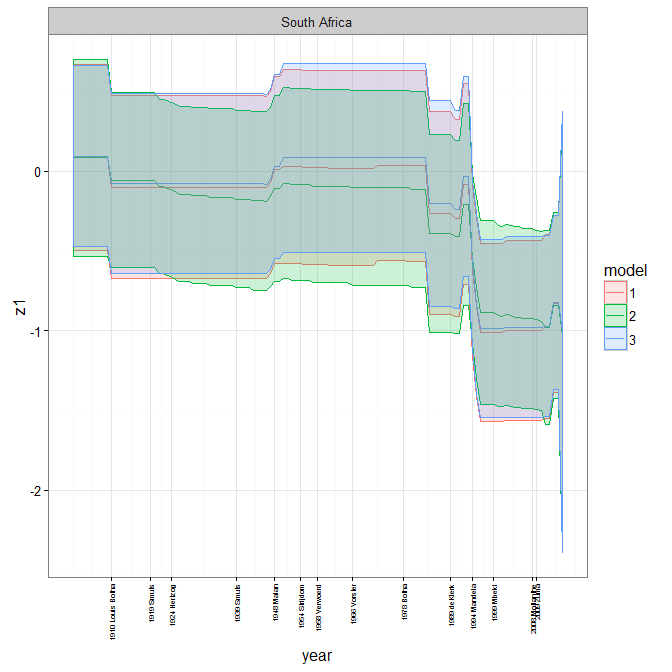 South Africa
0
-1
-2
z1
1910 Louis Botha
1919 Smuts
1924 Hertzog
1939 Smuts
1948 Malan
1954 Strijdom
1958 Verwoerd
1966 Vorster
1978 Botha
1989 de Klerk
1994 Mandela
1999 Mbeki
year
model
1
2
3